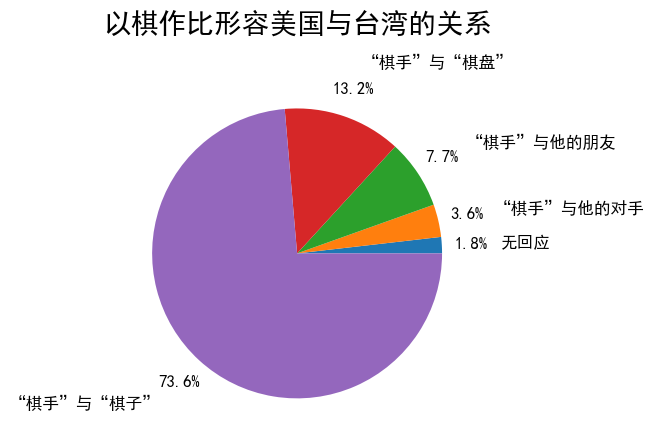 以棋作比形容美国与台湾的关系
“棋手”与“棋盘”
13.2%
“棋手”与他的朋友
7.7%
“棋手”与他的对手
3.6%
无回应
1.8%
73.6%
“棋手”与“棋子”